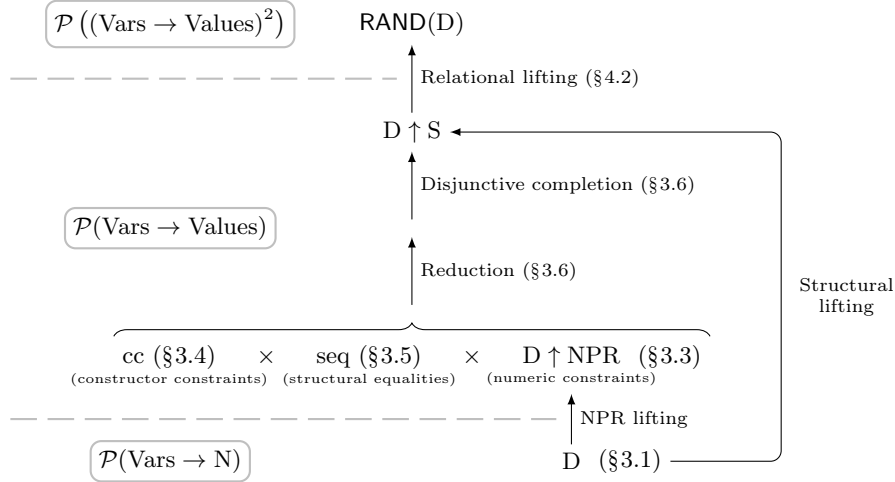 𝒫 ((Vars → Values)²) RAND(D)
Relational lifting (§4.2)
D ↑ S
Disjunctive completion (§3.6)
𝒫(Vars → Values)
Reduction (§3.6)
Structural
lifting
cc (§3.4) × seq (§3.5) × D ↑ NPR (§3.3)
(constructor constraints) (structural equalities) (numeric constraints)
NPR lifting
𝒫(Vars → N) D (§3.1)